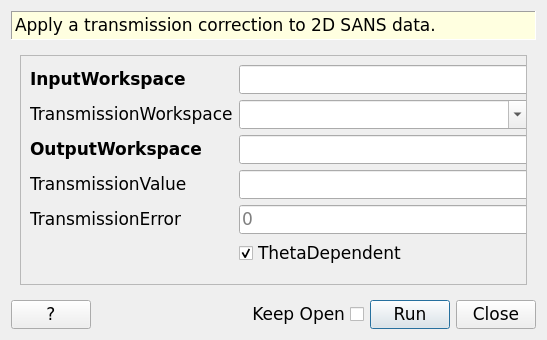 Apply a transmission correction to 2D SANS data.
InputWorkspace
TransmissionWorkspace
OutputWorkspace
TransmissionValue
TransmissionError 0
ThetaDependent
? Keep Open Run Close